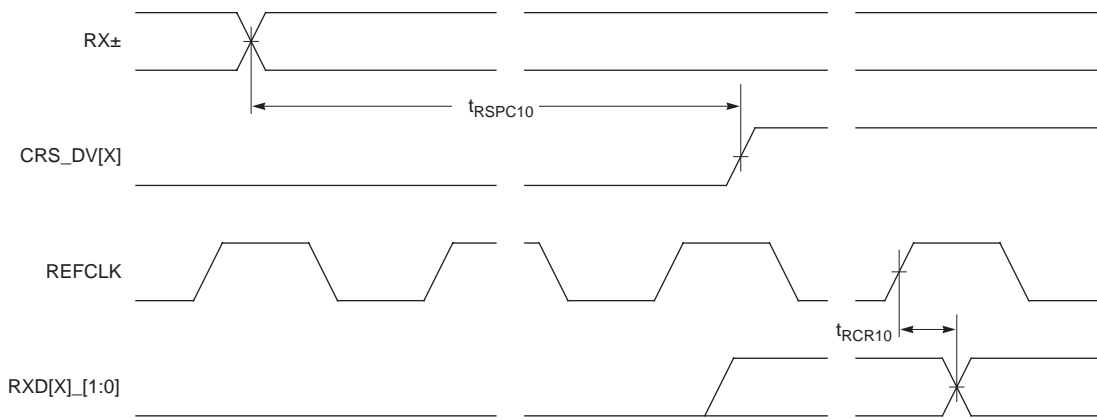 RX±
tRSPC10
CRS_DV[X]
REFCLK
tRCR10
RXD[X]_[1:0]